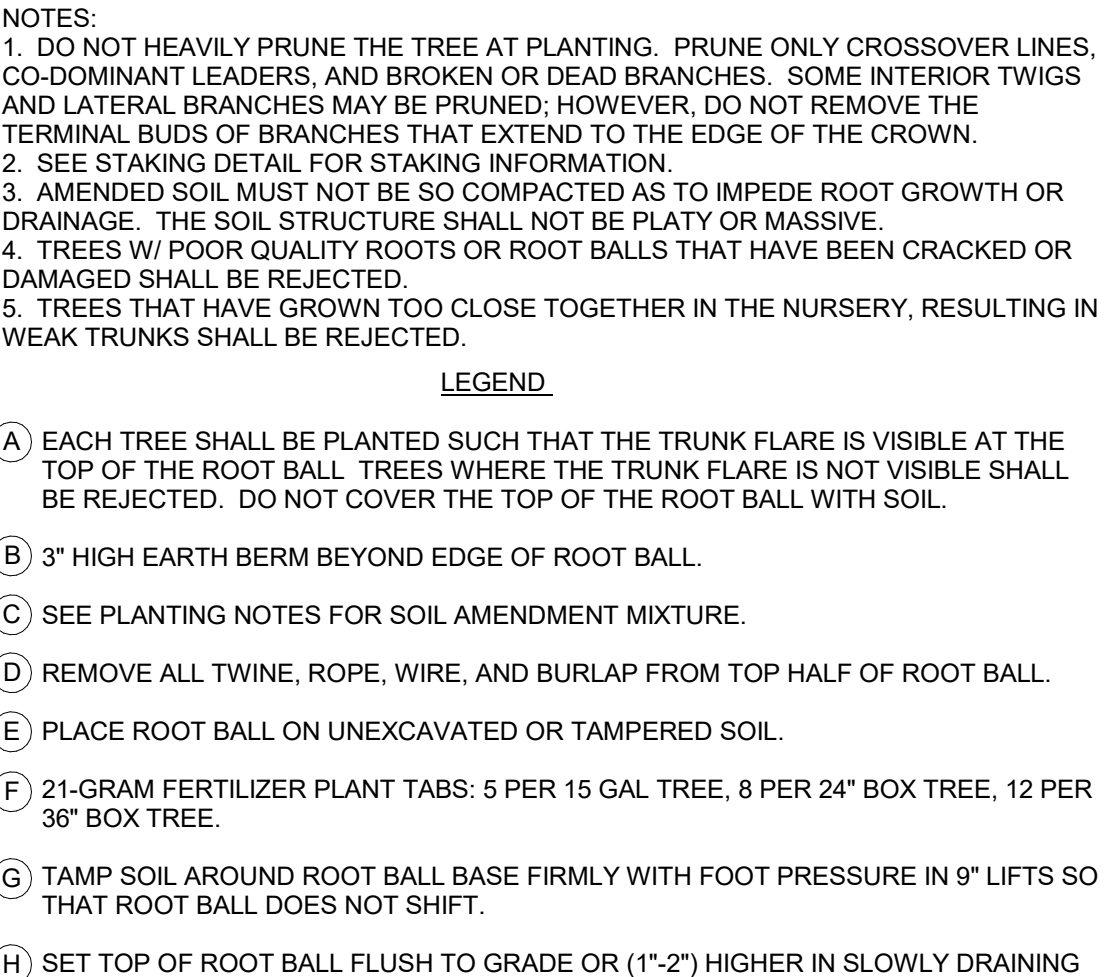 NOTES:
1. DO NOT HEAVILY PRUNE THE TREE AT PLANTING. PRUNE ONLY CROSSOVER LINES,
CO-DOMINANT LEADERS, AND BROKEN OR DEAD BRANCHES. SOME INTERIOR TWIGS
AND LATERAL BRANCHES MAY BE PRUNED; HOWEVER, DO NOT REMOVE THE
TERMINAL BUDS OF BRANCHES THAT EXTEND TO THE EDGE OF THE CROWN.
2. SEE STAKING DETAIL FOR STAKING INFORMATION.
3. AMENDED SOIL MUST NOT BE SO COMPACTED AS TO IMPEDE ROOT GROWTH OR
DRAINAGE. THE SOIL STRUCTURE SHALL NOT BE PLATY OR MASSIVE.
4. TREES W/ POOR QUALITY ROOTS OR ROOT BALLS THAT HAVE BEEN CRACKED OR
DAMAGED SHALL BE REJECTED.
5. TREES THAT HAVE GROWN TOO CLOSE TOGETHER IN THE NURSERY, RESULTING IN
WEAK TRUNKS SHALL BE REJECTED.
LEGEND
A EACH TREE SHALL BE PLANTED SUCH THAT THE TRUNK FLARE IS VISIBLE AT THE
TOP OF THE ROOT BALL TREES WHERE THE TRUNK FLARE IS NOT VISIBLE SHALL
BE REJECTED. DO NOT COVER THE TOP OF THE ROOT BALL WITH SOIL.
B 3" HIGH EARTH BERM BEYOND EDGE OF ROOT BALL.
C SEE PLANTING NOTES FOR SOIL AMENDMENT MIXTURE.
D REMOVE ALL TWINE, ROPE, WIRE, AND BURLAP FROM TOP HALF OF ROOT BALL.
E PLACE ROOT BALL ON UNEXCAVATED OR TAMPERED SOIL.
F 21-GRAM FERTILIZER PLANT TABS: 5 PER 15 GAL TREE, 8 PER 24" BOX TREE, 12 PER
36" BOX TREE.
G TAMP SOIL AROUND ROOT BALL BASE FIRMLY WITH FOOT PRESSURE IN 9" LIFTS SO
THAT ROOT BALL DOES NOT SHIFT.
H SET TOP OF ROOT BALL FLUSH TO GRADE OR (1"-2") HIGHER IN SLOWLY DRAINING